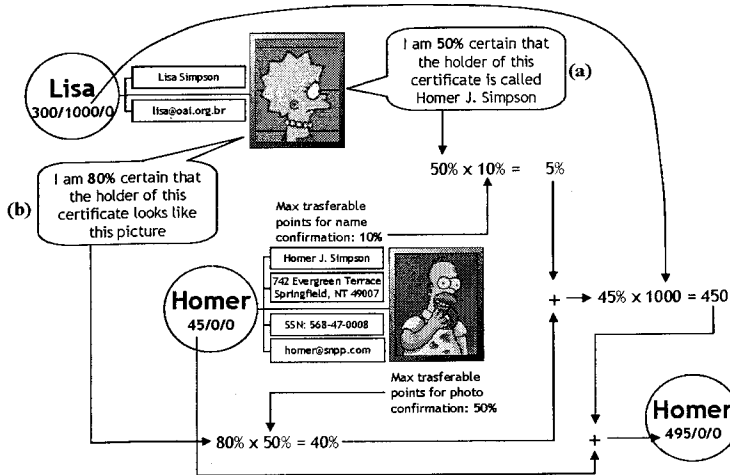 Lisa
300/1000/0
Lisa Simpson
lisa@oal.org.br
I am 50% certain that
the holder of this
certificate is called
Homer J. Simpson
(a)
50% x 10% = 5%
I am 80% certain that
the holder of this
certificate looks like
this picture
(b)
Max trasferable
points for name
confirmation: 10%
Homer
45/0/0
Homer J. Simpson
742 Evergreen Terrace
Springfield, NT 49007
SSN: 568-47-0008
homer@snpp.com
+
45% x 1000 = 450
Max trasferable
points for photo
confirmation: 50%
80% x 50% = 40%
+
Homer
495/0/0